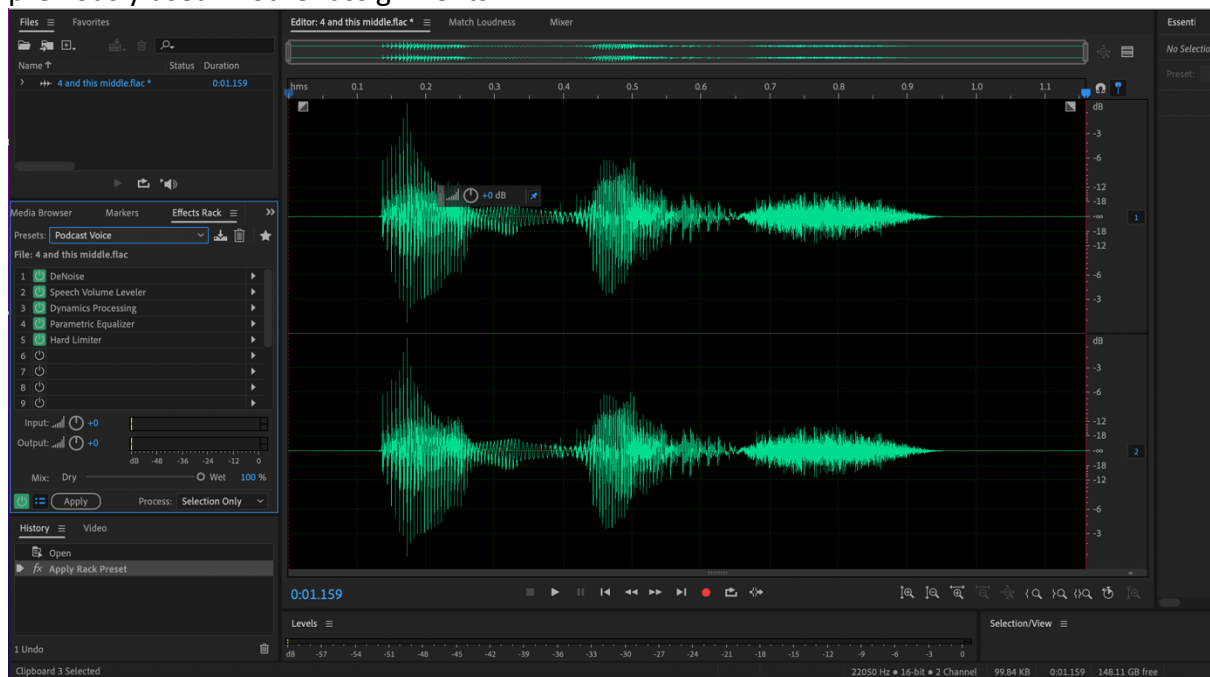 Files
Favorites
Name Status Duration
4 and this middle.flac * 0:01.159
Media Browser Markers Effects Rack
Presets: Podcast Voice
File: 4 and this middle.flac
1 DeNoise
2 Speech Volume Leveler
3 Dynamics Processing
4 Parametric Equalizer
5 Hard Limiter
6
7
8
9
Input: +0
Output: +0
dB -48 -36 -24 -12 0
Mix: Dry Wet 100 %
Apply Process: Selection Only
History Video
Open
fx Apply Rack Preset
1 Undo
Clipboard 3 Selected
Editor: 4 and this middle.flac * Match Loudness Mixer
hms 0.1 0.2 0.3 0.4 0.5 0.6 0.7 0.8 0.9 1.0 1.1
+0 dB
dB
-3
-6
-12
-18
-∞ 1
-18
-12
-6
-3
dB
-3
-6
-12
-18
-∞ 2
-18
-12
-6
-3
0:01.159
Levels
dB -57 -54 -51 -48 -45 -42 -39 -36 -33 -30 -27 -24 -21 -18 -15 -12 -9 -6 -3 0
Selection/View
22050 Hz • 16-bit • 2 Channel 99.84 KB 0:01.159 148.11 GB free
Essenti
No Selectio
Preset: